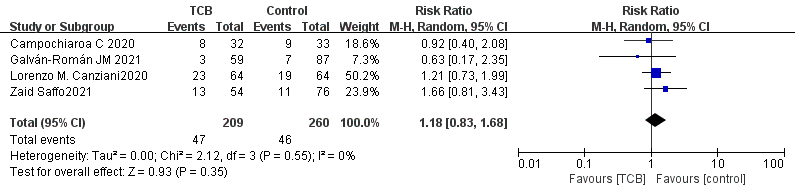 TCB Control Risk Ratio Risk Ratio
Study or Subgroup Events Total Events Total Weight M-H, Random, 95% CI M-H, Random, 95% CI
Campochiaroa C 2020 8 32 9 33 18.6% 0.92 [0.40, 2.08]
Galván-Román JM 2021 3 59 7 87 7.3% 0.63 [0.17, 2.35]
Lorenzo M. Canziani2020 23 64 19 64 50.2% 1.21 [0.73, 1.99]
Zaid Saffo2021 13 54 11 76 23.9% 1.66 [0.81, 3.43]
Total (95% CI) 209 260 100.0% 1.18 [0.83, 1.68]
Total events 47 46
Heterogeneity: Tau² = 0.00; Chi² = 2.12, df = 3 (P = 0.55); I² = 0%
Test for overall effect: Z = 0.93 (P = 0.35)
0.01 0.1 1 10 100
Favours [TCB] Favours [control]